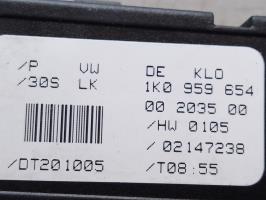 /P VW DE KLO
/30S LK 1K0 959 654
00 2035 00
/HW 0105
/ 02147238
/DT201005 /T08:55